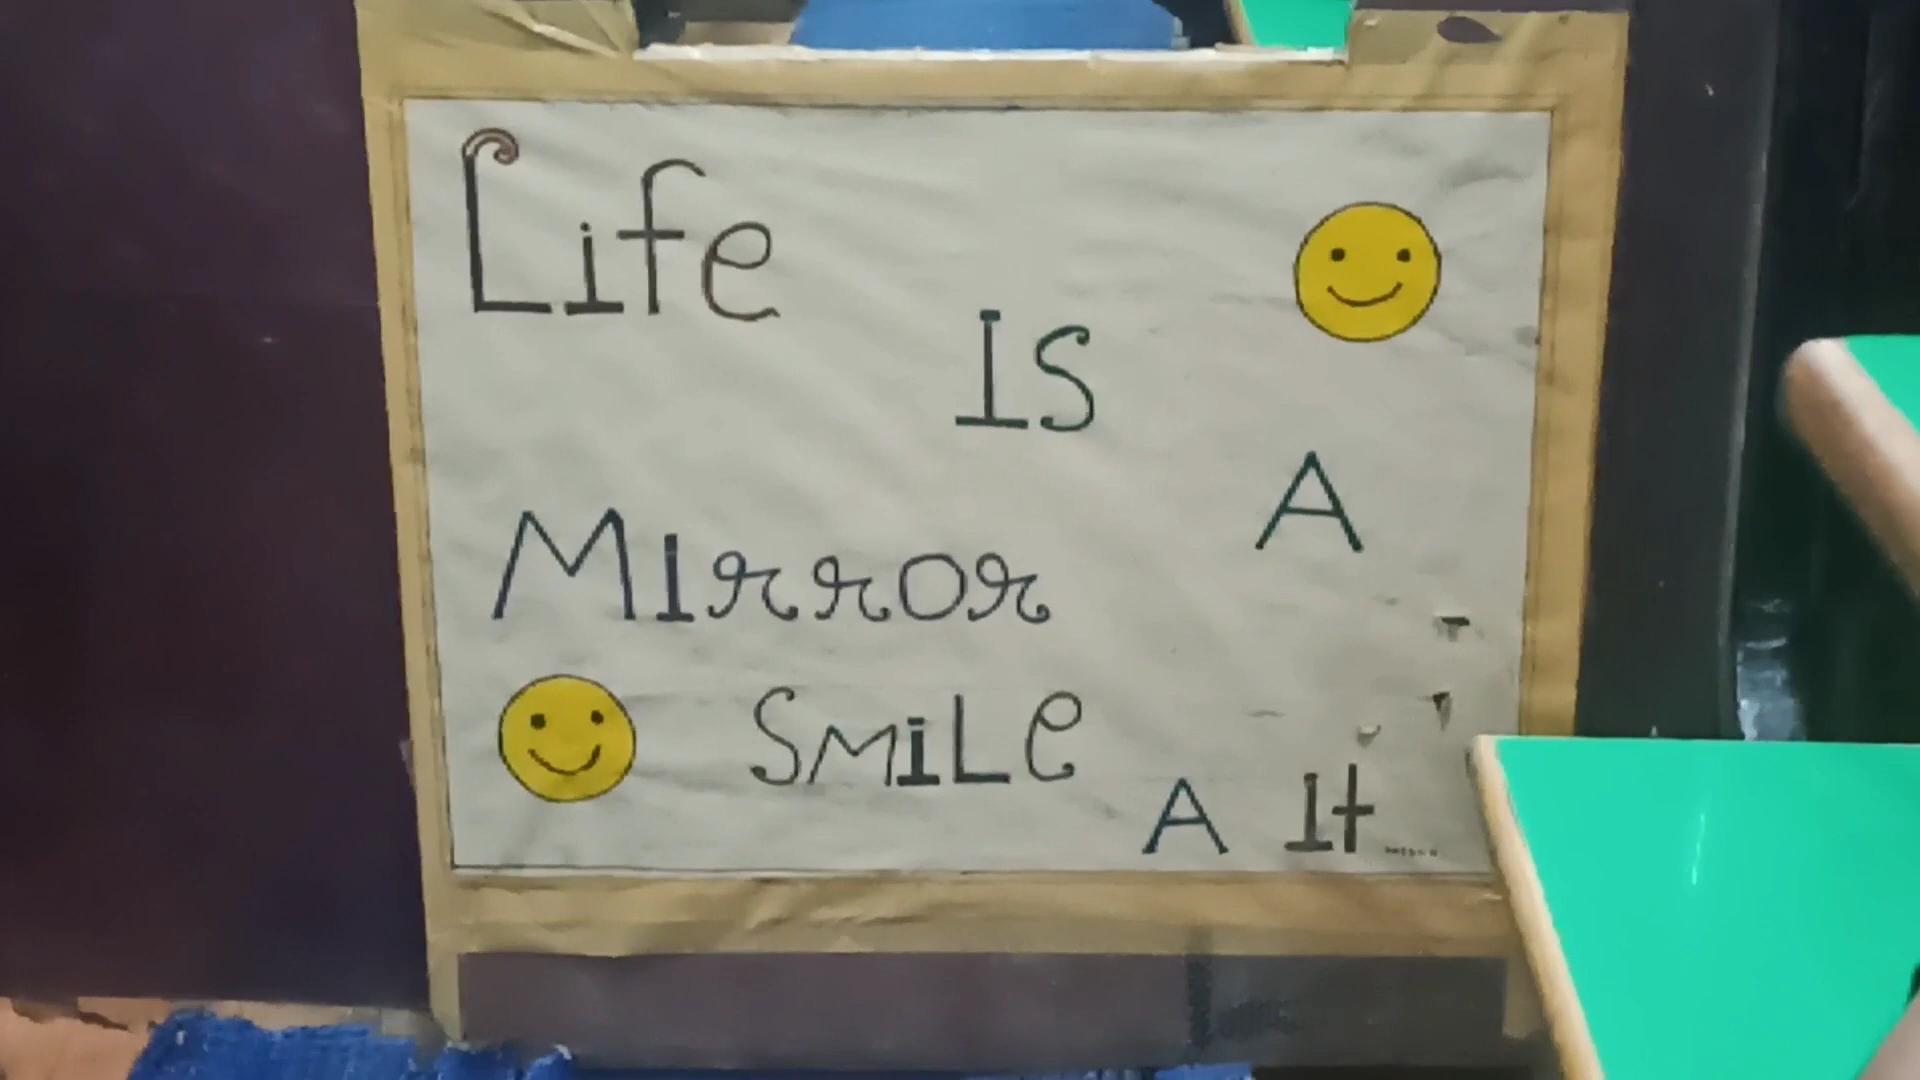 Life
Is
A
MIrror
SMiLe
A It.....